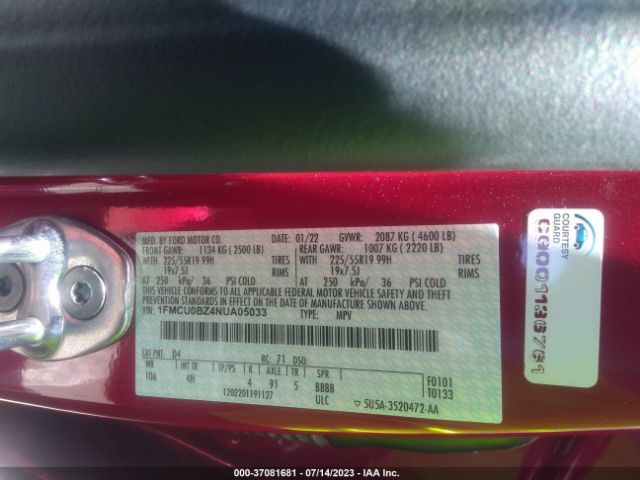 MFD. BY FORD MOTOR CO. 01/22 GVWR: 2087 KG ( 4600 LB)
FRONT GAWR: 1134 KG ( 2500 LB) REAR GAWR: 1007 KG ( 2220 LB)
WITH 225/55R19 99H TIRES WITH 225/55R19 99H TIRES
19x7.5J RIMS 19x7.5J RIMS
AT 250 kPa/ 36 PSI COLD AT 250 kPa/ 36 PSI COLD
THIS VEHICLE CONFORMS TO ALL APPLICABLE FEDERAL MOTOR VEHICLE SAFETY AND BUMPER
STANDARDS IN EFFECT ON THE DATE OF MANUFACTURE SHOWN ABOVE.
VIN: 1FMCU0BZ4NUA05033 TYPE: MPV
EXT PNT: D4 RC: 71 DSO:
WB INT TR TP/PS R AXLE TR SPR
106 4H 4 91 5 BBBB
1202201191127 ULC
F0101
T0133
5U5A-3520472-AA
COURTESY
GUARD
C0001136761
000-37081681 - 07/14/2023 - IAA Inc.